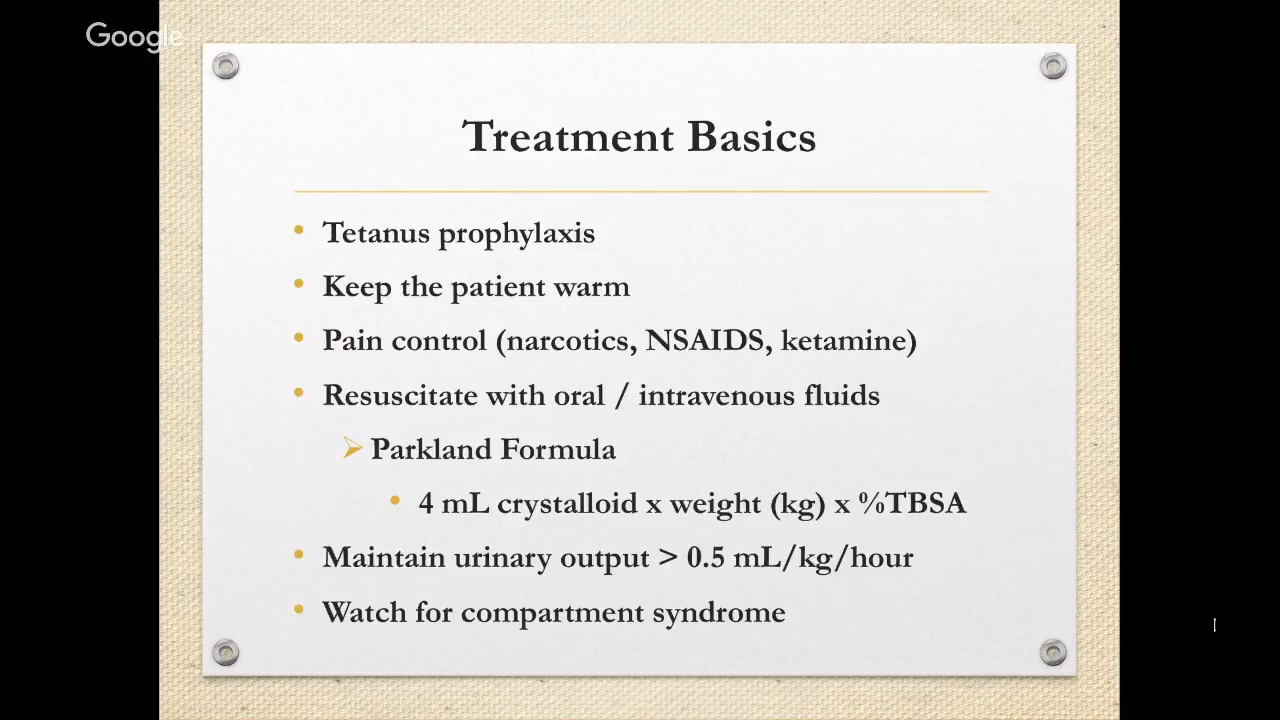 Google
Treatment Basics
• Tetanus prophylaxis
• Keep the patient warm
• Pain control (narcotics, NSAIDS, ketamine)
• Resuscitate with oral / intravenous fluids
➢ Parkland Formula
• 4 mL crystalloid x weight (kg) x %TBSA
• Maintain urinary output > 0.5 mL/kg/hour
• Watch for compartment syndrome